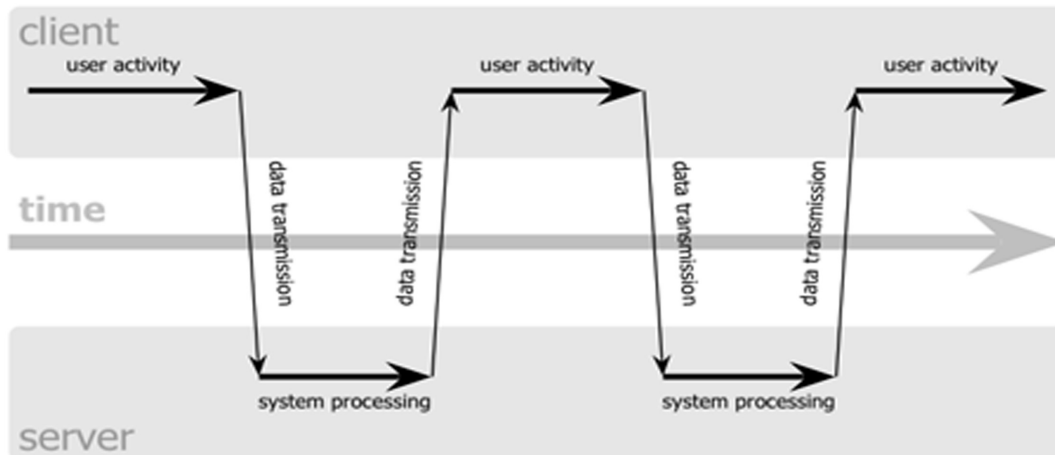 client
user activity
user activity
user activity
data transmission
data transmission
data transmission
data transmission
time
system processing
system processing
server